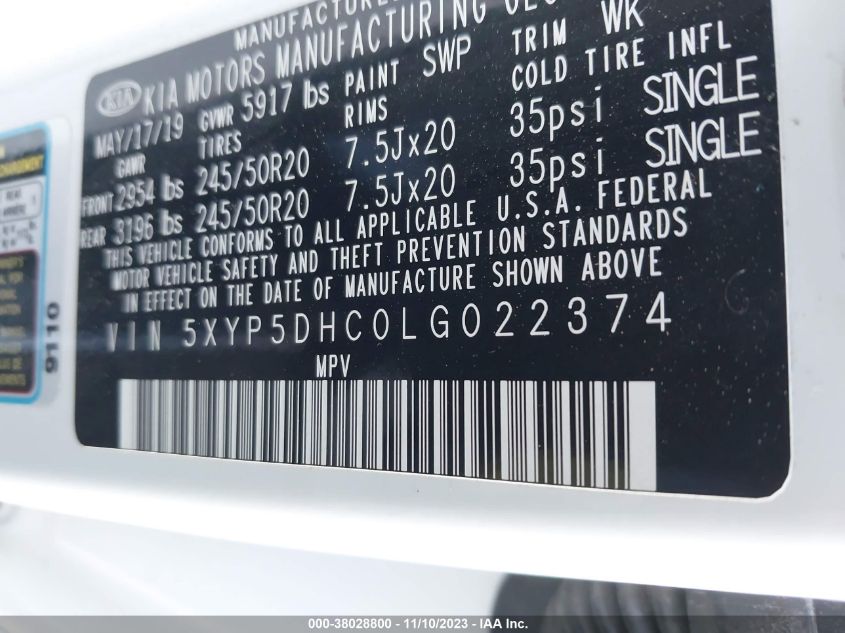 MANUFACTURED
KIA KIA MOTORS MANUFACTURING
MAY/17/19 GVWR 5917 lbs PAINT SWP TRIM WK
GAWR TIRES RIMS COLD TIRE INFL
FRONT 2954 lbs 245/50R20 7.5Jx20 35psi SINGLE
REAR 3196 lbs 245/50R20 7.5Jx20 35psi SINGLE
THIS VEHICLE CONFORMS TO ALL APPLICABLE U.S.A. FEDERAL
MOTOR VEHICLE SAFETY AND THEFT PREVENTION STANDARDS
IN EFFECT ON THE DATE OF MANUFACTURE SHOWN ABOVE
VIN 5XYP5DHC0LG022374
MPV
9110
000-38028800 - 11/10/2023 - IAA Inc.